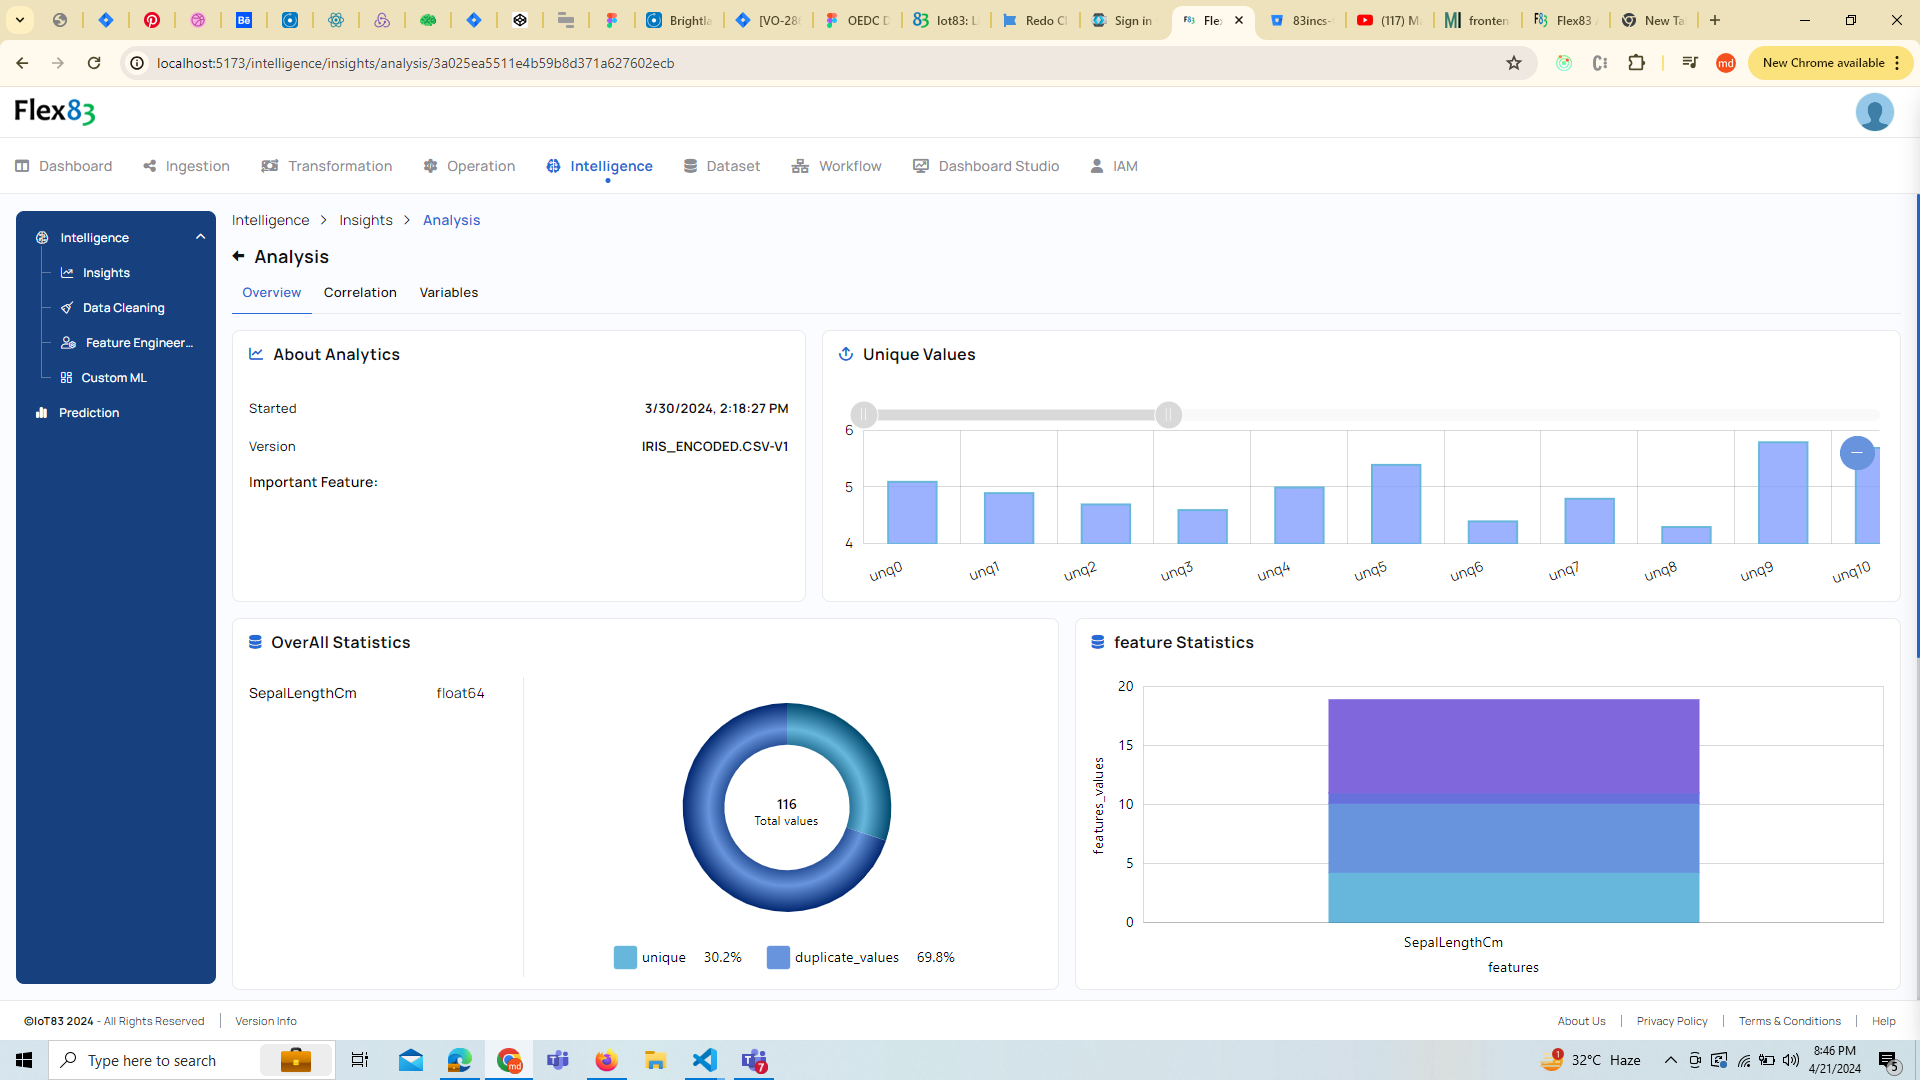 Brightla
[VO-286
OEDC D
Iot83: L
Redo Cl
Sign in
Fle
83incs-
(117) M
fronten
Flex83
New Ta
localhost:5173/intelligence/insights/analysis/3a025ea5511e4b59b8d371a627602ecb
md
New Chrome available
Flex83
Dashboard
Ingestion
Transformation
Operation
Intelligence
Dataset
Workflow
Dashboard Studio
IAM
Intelligence
Insights
Data Cleaning
Feature Engineer...
Custom ML
Prediction
Intelligence > Insights > Analysis
Analysis
Overview Correlation Variables
About Analytics
Started 3/30/2024, 2:18:27 PM
Version IRIS_ENCODED.CSV-V1
Important Feature:
Unique Values
6
5
4
unq0 unq1 unq2 unq3 unq4 unq5 unq6 unq7 unq8 unq9 unq10
OverAll Statistics
SepalLengthCm float64
116
Total values
unique 30.2% duplicate_values 69.8%
feature Statistics
20
15
10
5
0
features_values
SepalLengthCm
features
©IoT83 2024 - All Rights Reserved | Version Info
About Us | Privacy Policy | Terms & Conditions | Help
Type here to search
md
7
1
32°C Haze
8:46 PM
4/21/2024
5